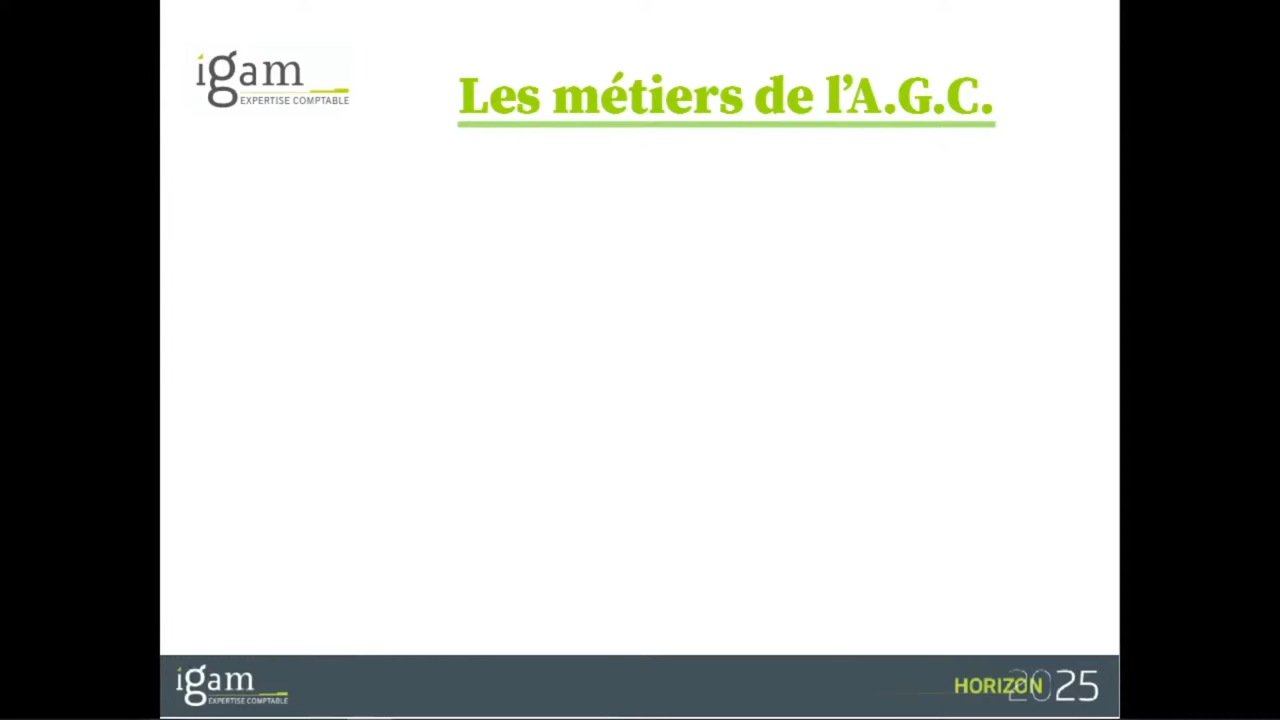 igam
EXPERTISE COMPTABLE
Les métiers de l’A.G.C.
igam
EXPERTISE COMPTABLE
HORIZON 2025